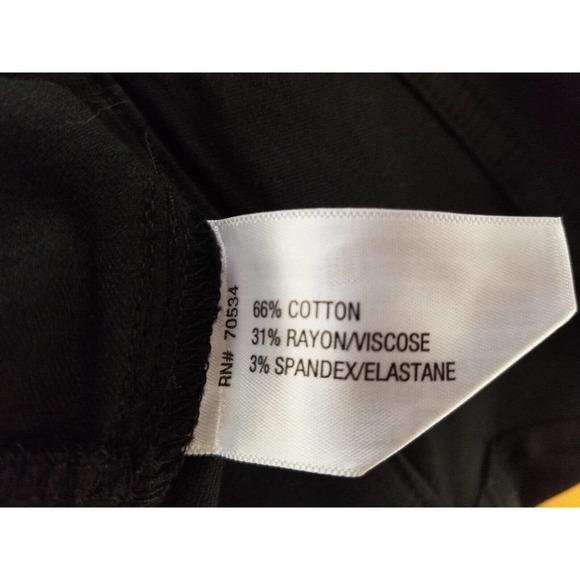 66% COTTON
31% RAYON/VISCOSE
3% SPANDEX/ELASTANE
RN# 70534